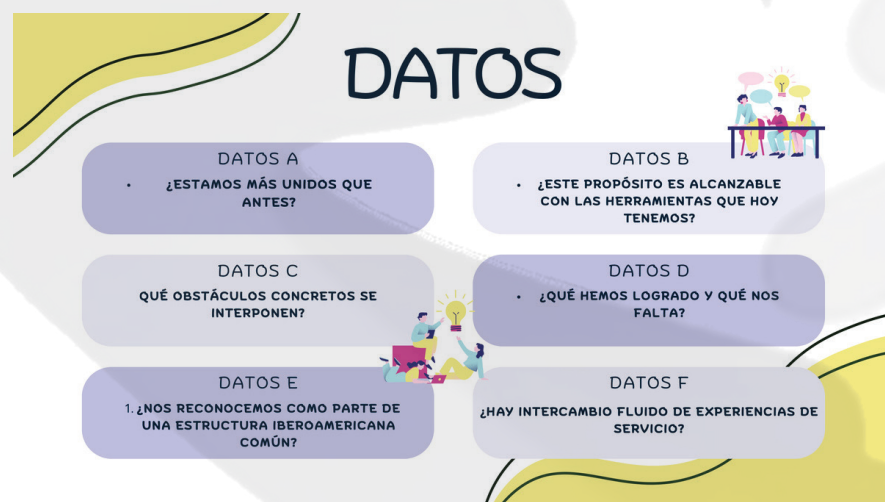 DATOS
DATOS A
• ¿ESTAMOS MÁS UNIDOS QUE
ANTES?
DATOS B
• ¿ESTE PROPÓSITO ES ALCANZABLE
CON LAS HERRAMIENTAS QUE HOY
TENEMOS?
DATOS C
QUÉ OBSTÁCULOS CONCRETOS SE
INTERPONEN?
DATOS D
• ¿QUÉ HEMOS LOGRADO Y QUÉ NOS
FALTA?
DATOS E
1. ¿NOS RECONOCEMOS COMO PARTE DE
UNA ESTRUCTURA IBEROAMERICANA
COMÚN?
DATOS F
¿HAY INTERCAMBIO FLUIDO DE EXPERIENCIAS DE
SERVICIO?